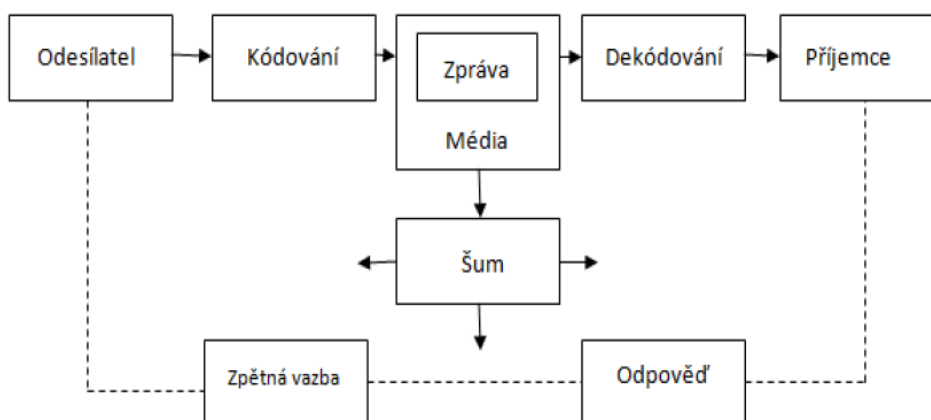 Odesílatel
Kódování
Zpráva
Média
Dekódování
Příjemce
Šum
Zpětná vazba
Odpověď